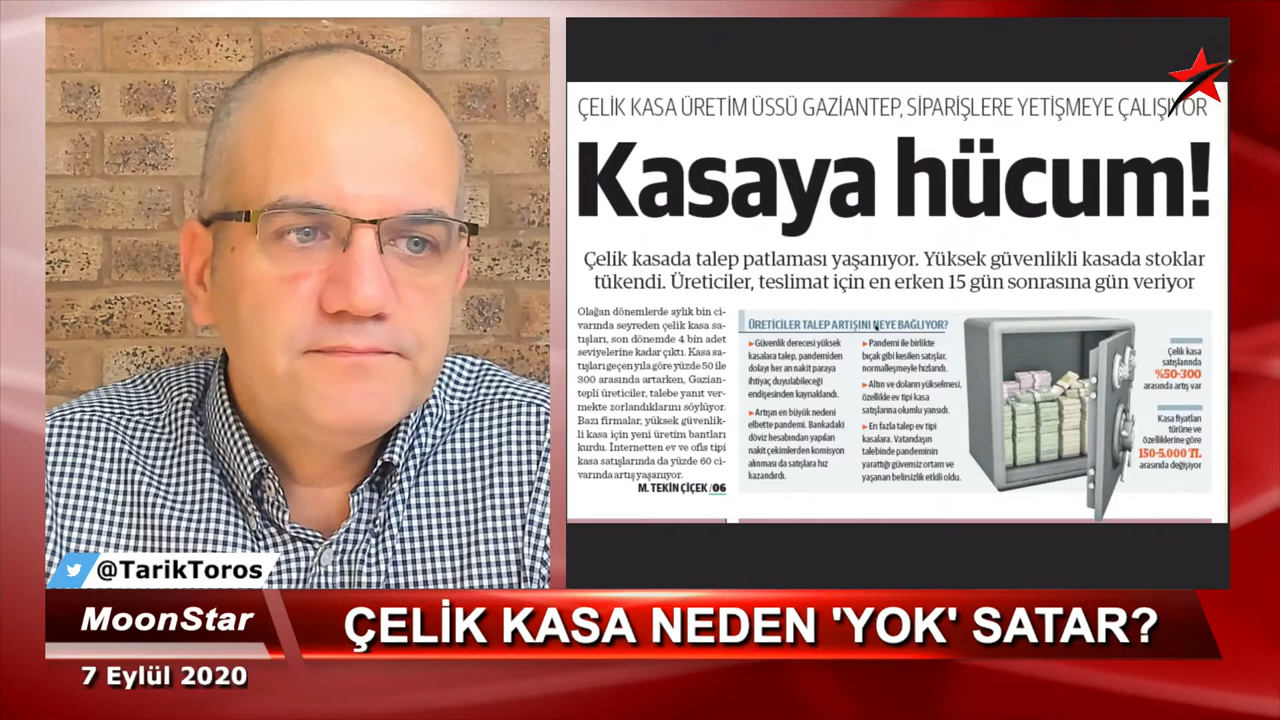 ÇELİK KASA ÜRETİM ÜSSÜ GAZİANTEP, SİPARİŞLERE YETİŞMEYE ÇALIŞIYOR
Kasaya hücum!
Çelik kasada talep patlaması yaşanıyor. Yüksek güvenlikli kasada stoklar
tükendi. Üreticiler, teslimat için en erken 15 gün sonrasına gün veriyor
Olağan dönemlerde aylık bin ci-
varında seyreden çelik kasa sa-
tışları, son dönemde 4 bin adet
seviyelerine kadar çıktı. Kasa sa-
tışları geçen yıla göre yüzde 50 ile
300 arasında artarken, Gazian-
tepli üreticiler, talebe yanıt ver-
mekte zorlandıklarını söylüyor.
Bazı firmalar, yüksek güvenlik-
li kasa için yeni üretim bantları
kurdu. İnternetten ev ve ofis tipi
kasa satışlarında da yüzde 60 ci-
varında artış yaşanıyor.
M. TEKİN ÇİÇEK /06
ÜRETİCİLER TALEP ARTIŞINI NEYE BAĞLIYOR?
►Güvenlik derecesi yüksek
kasalara talep, pandemiden
dolayı her an nakit paraya
ihtiyaç duyulabileceği
endişesinden kaynaklandı.
►Artışın en büyük nedeni
elbette pandemi. Bankadaki
döviz hesabından yapılan
nakit çekimlerden komisyon
alınması da satışlara hız
kazandırdı.
►Pandemi ile birlikte
bıçak gibi kesilen satışlar,
normalleşmeyle hızlandı.
►Altın ve doların yükselmesi,
özellikle ev tipi kasa
satışlarına olumlu yansıdı.
►En fazla talep ev tipi
kasalara. Vatandaşın
talebinde pandeminin
yarattığı güvensiz ortam ve
yaşanan belirsizlik etkili oldu.
Çelik kasa
satışlarında
%50-300
arasında artış var
Kasa fiyatları
türüne ve
özelliklerine göre
150-5.000 TL
arasında değişiyor
@TarikToros
MoonStar
ÇELİK KASA NEDEN 'YOK' SATAR?
7 Eylül 2020